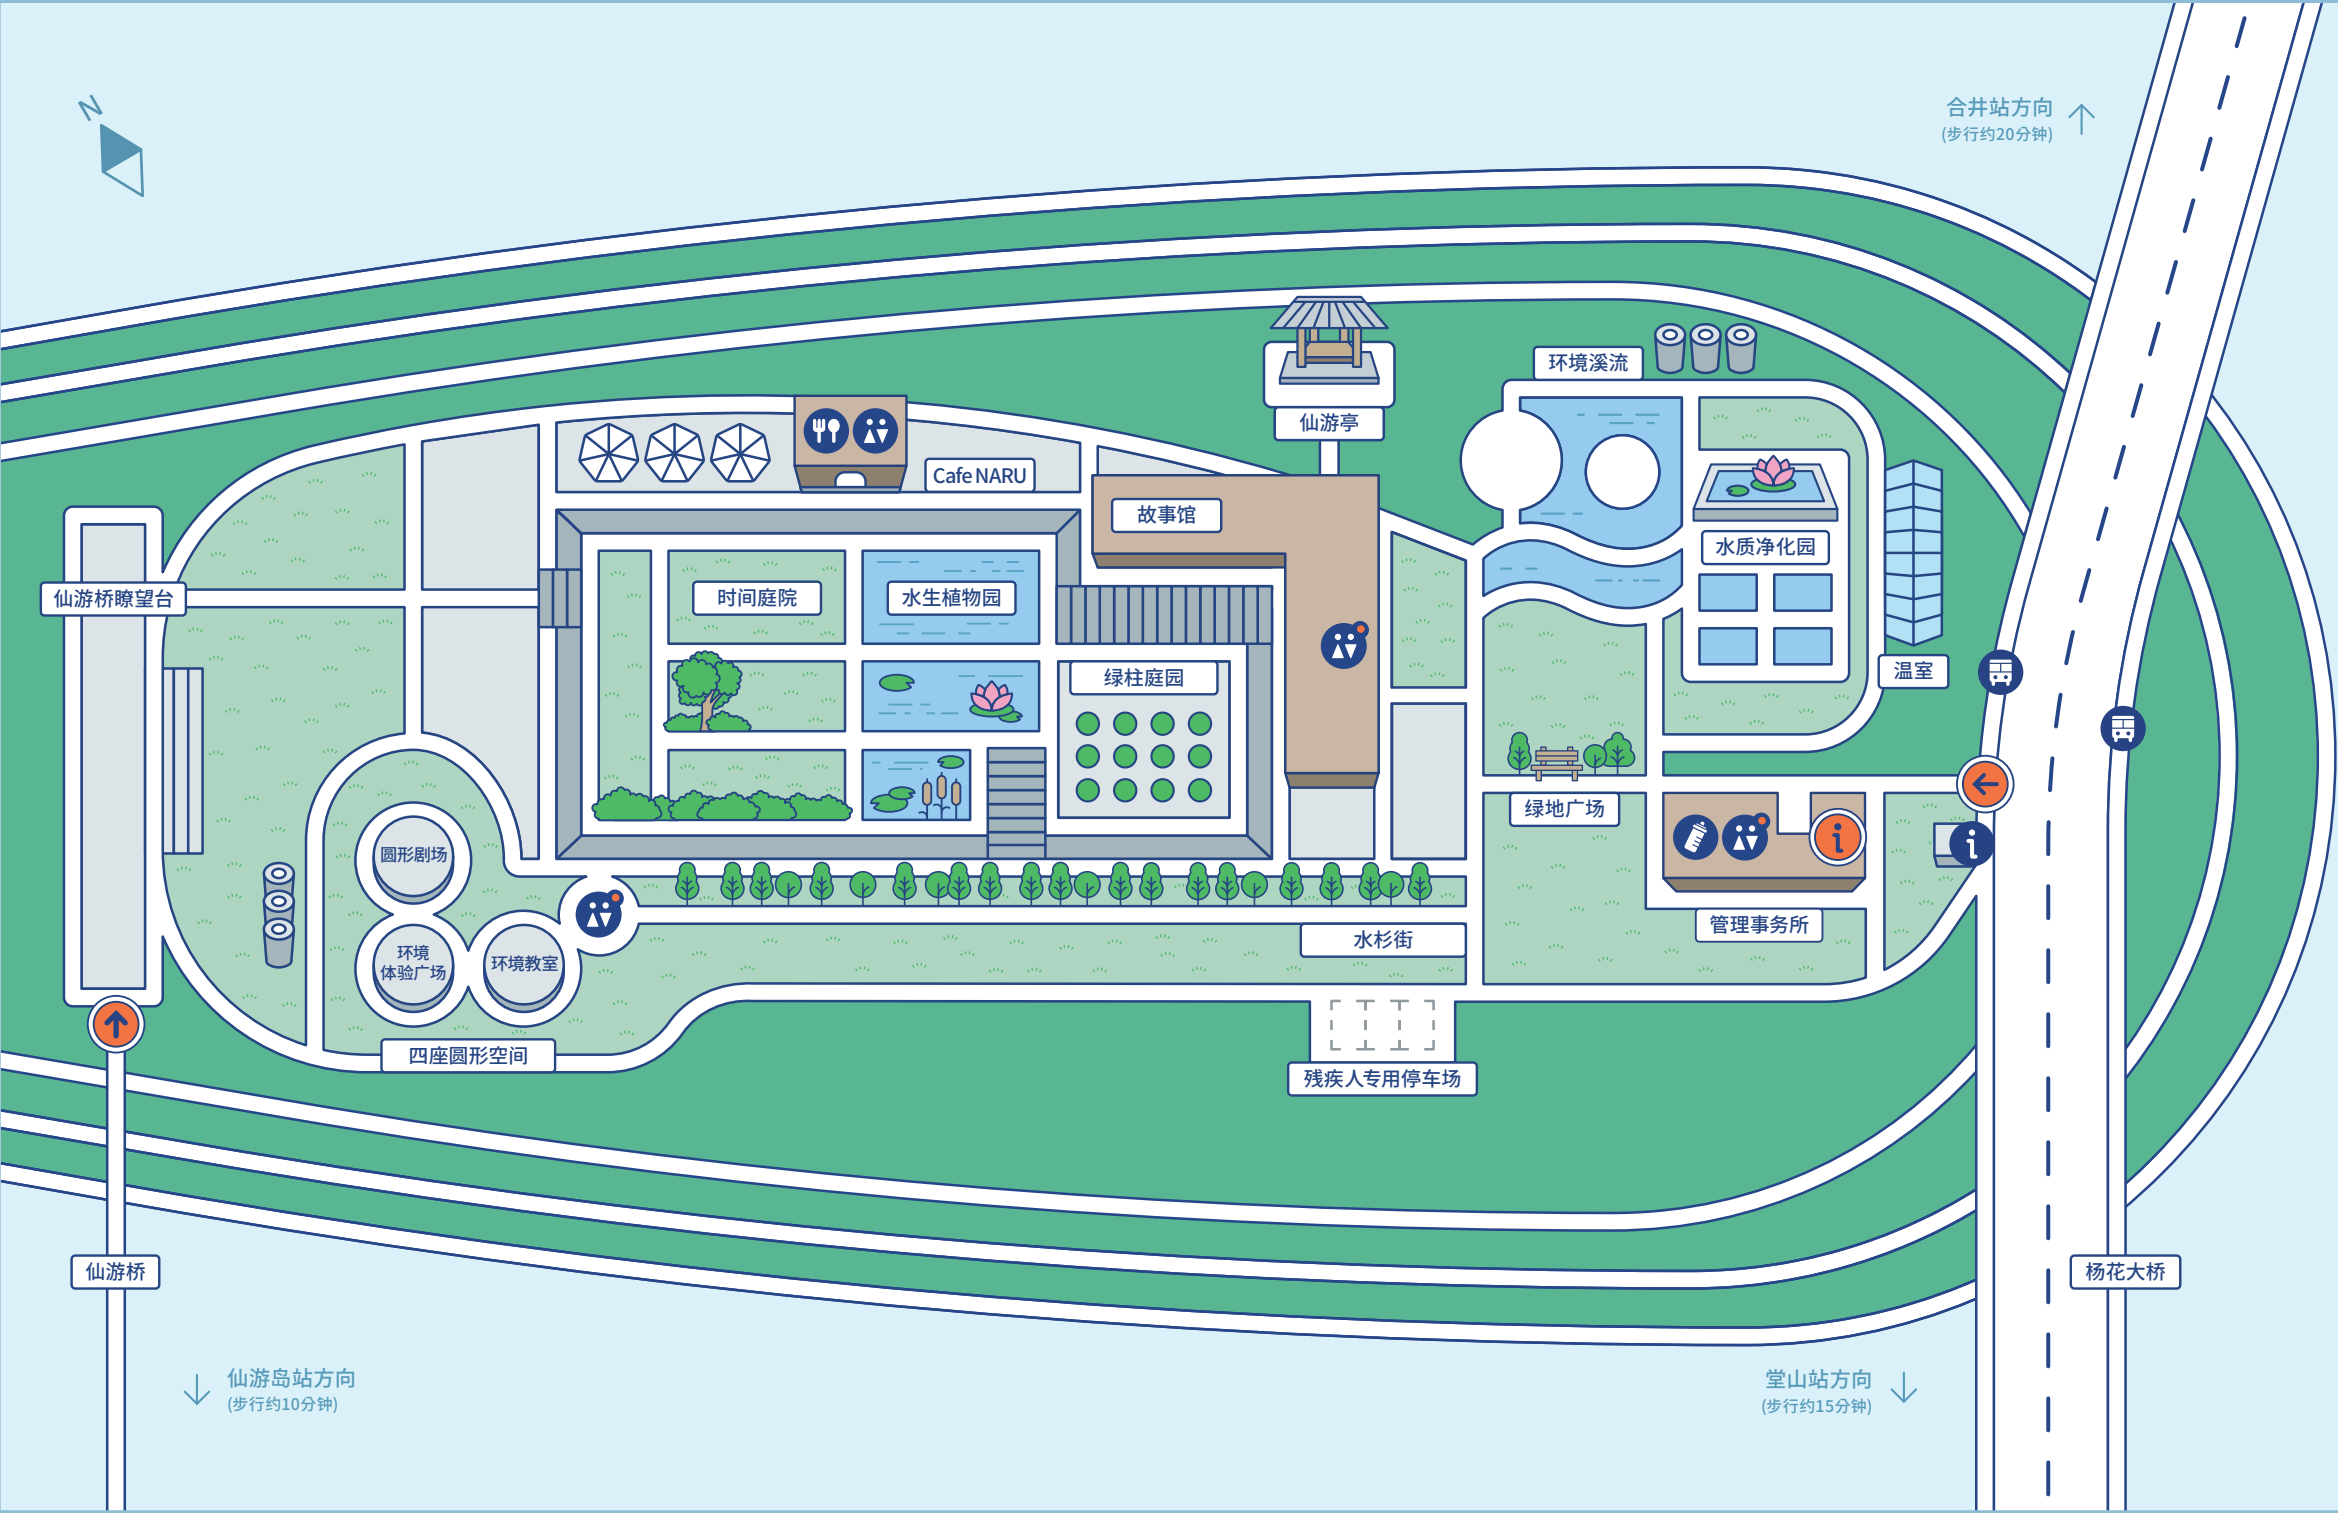 N
合井站方向
(步行约20分钟)
环境溪流
仙游亭
Cafe NARU
故事馆
水质净化园
仙游桥瞭望台
时间庭院
水生植物园
绿柱庭园
温室
绿地广场
圆形剧场
管理事务所
水杉街
环境
体验广场
环境教室
四座圆形空间
残疾人专用停车场
仙游桥
杨花大桥
仙游岛站方向
(步行约10分钟)
堂山站方向
(步行约15分钟)